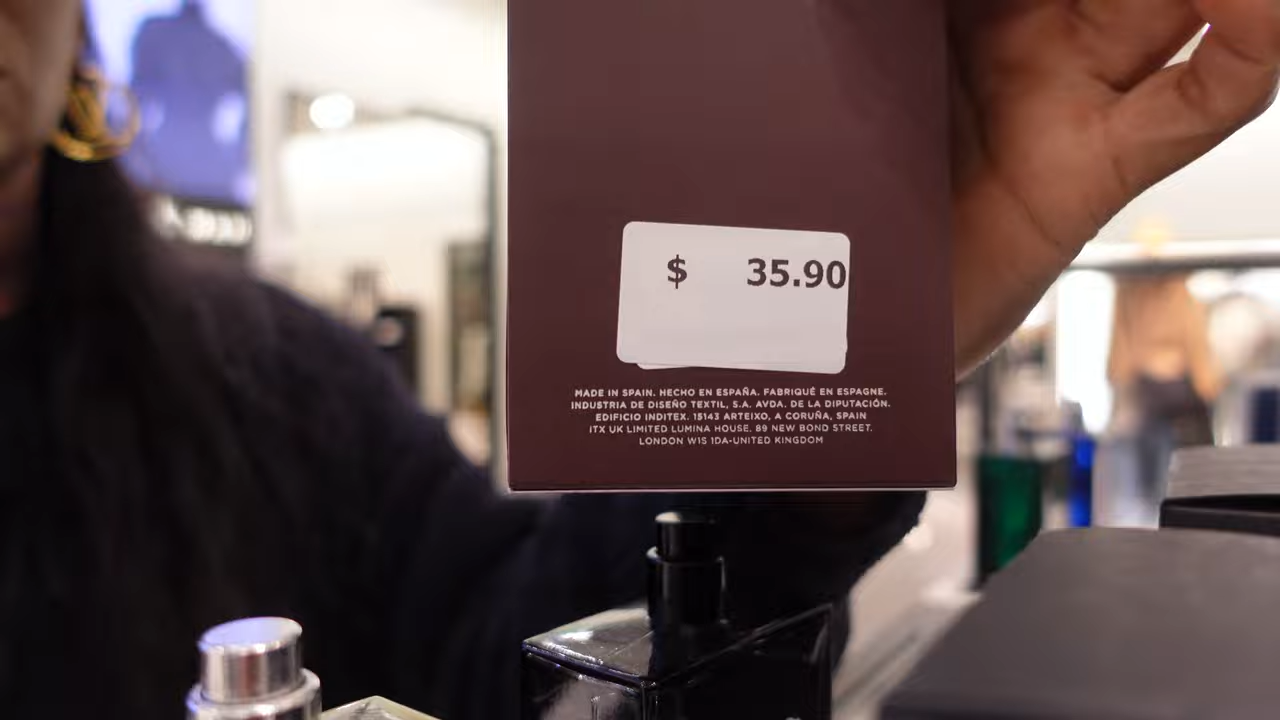 $ 35.90
MADE IN SPAIN. HECHO EN ESPAÑA. FABRIQUÉ EN ESPAGNE.
INDUSTRIA DE DISEÑO TEXTIL, S.A. AVDA. DE LA DIPUTACIÓN.
EDIFICIO INDITEX. 15143 ARTEIXO, A CORUÑA, SPAIN
ITX UK LIMITED LUMINA HOUSE. 89 NEW BOND STREET.
LONDON W1S 1DA-UNITED KINGDOM